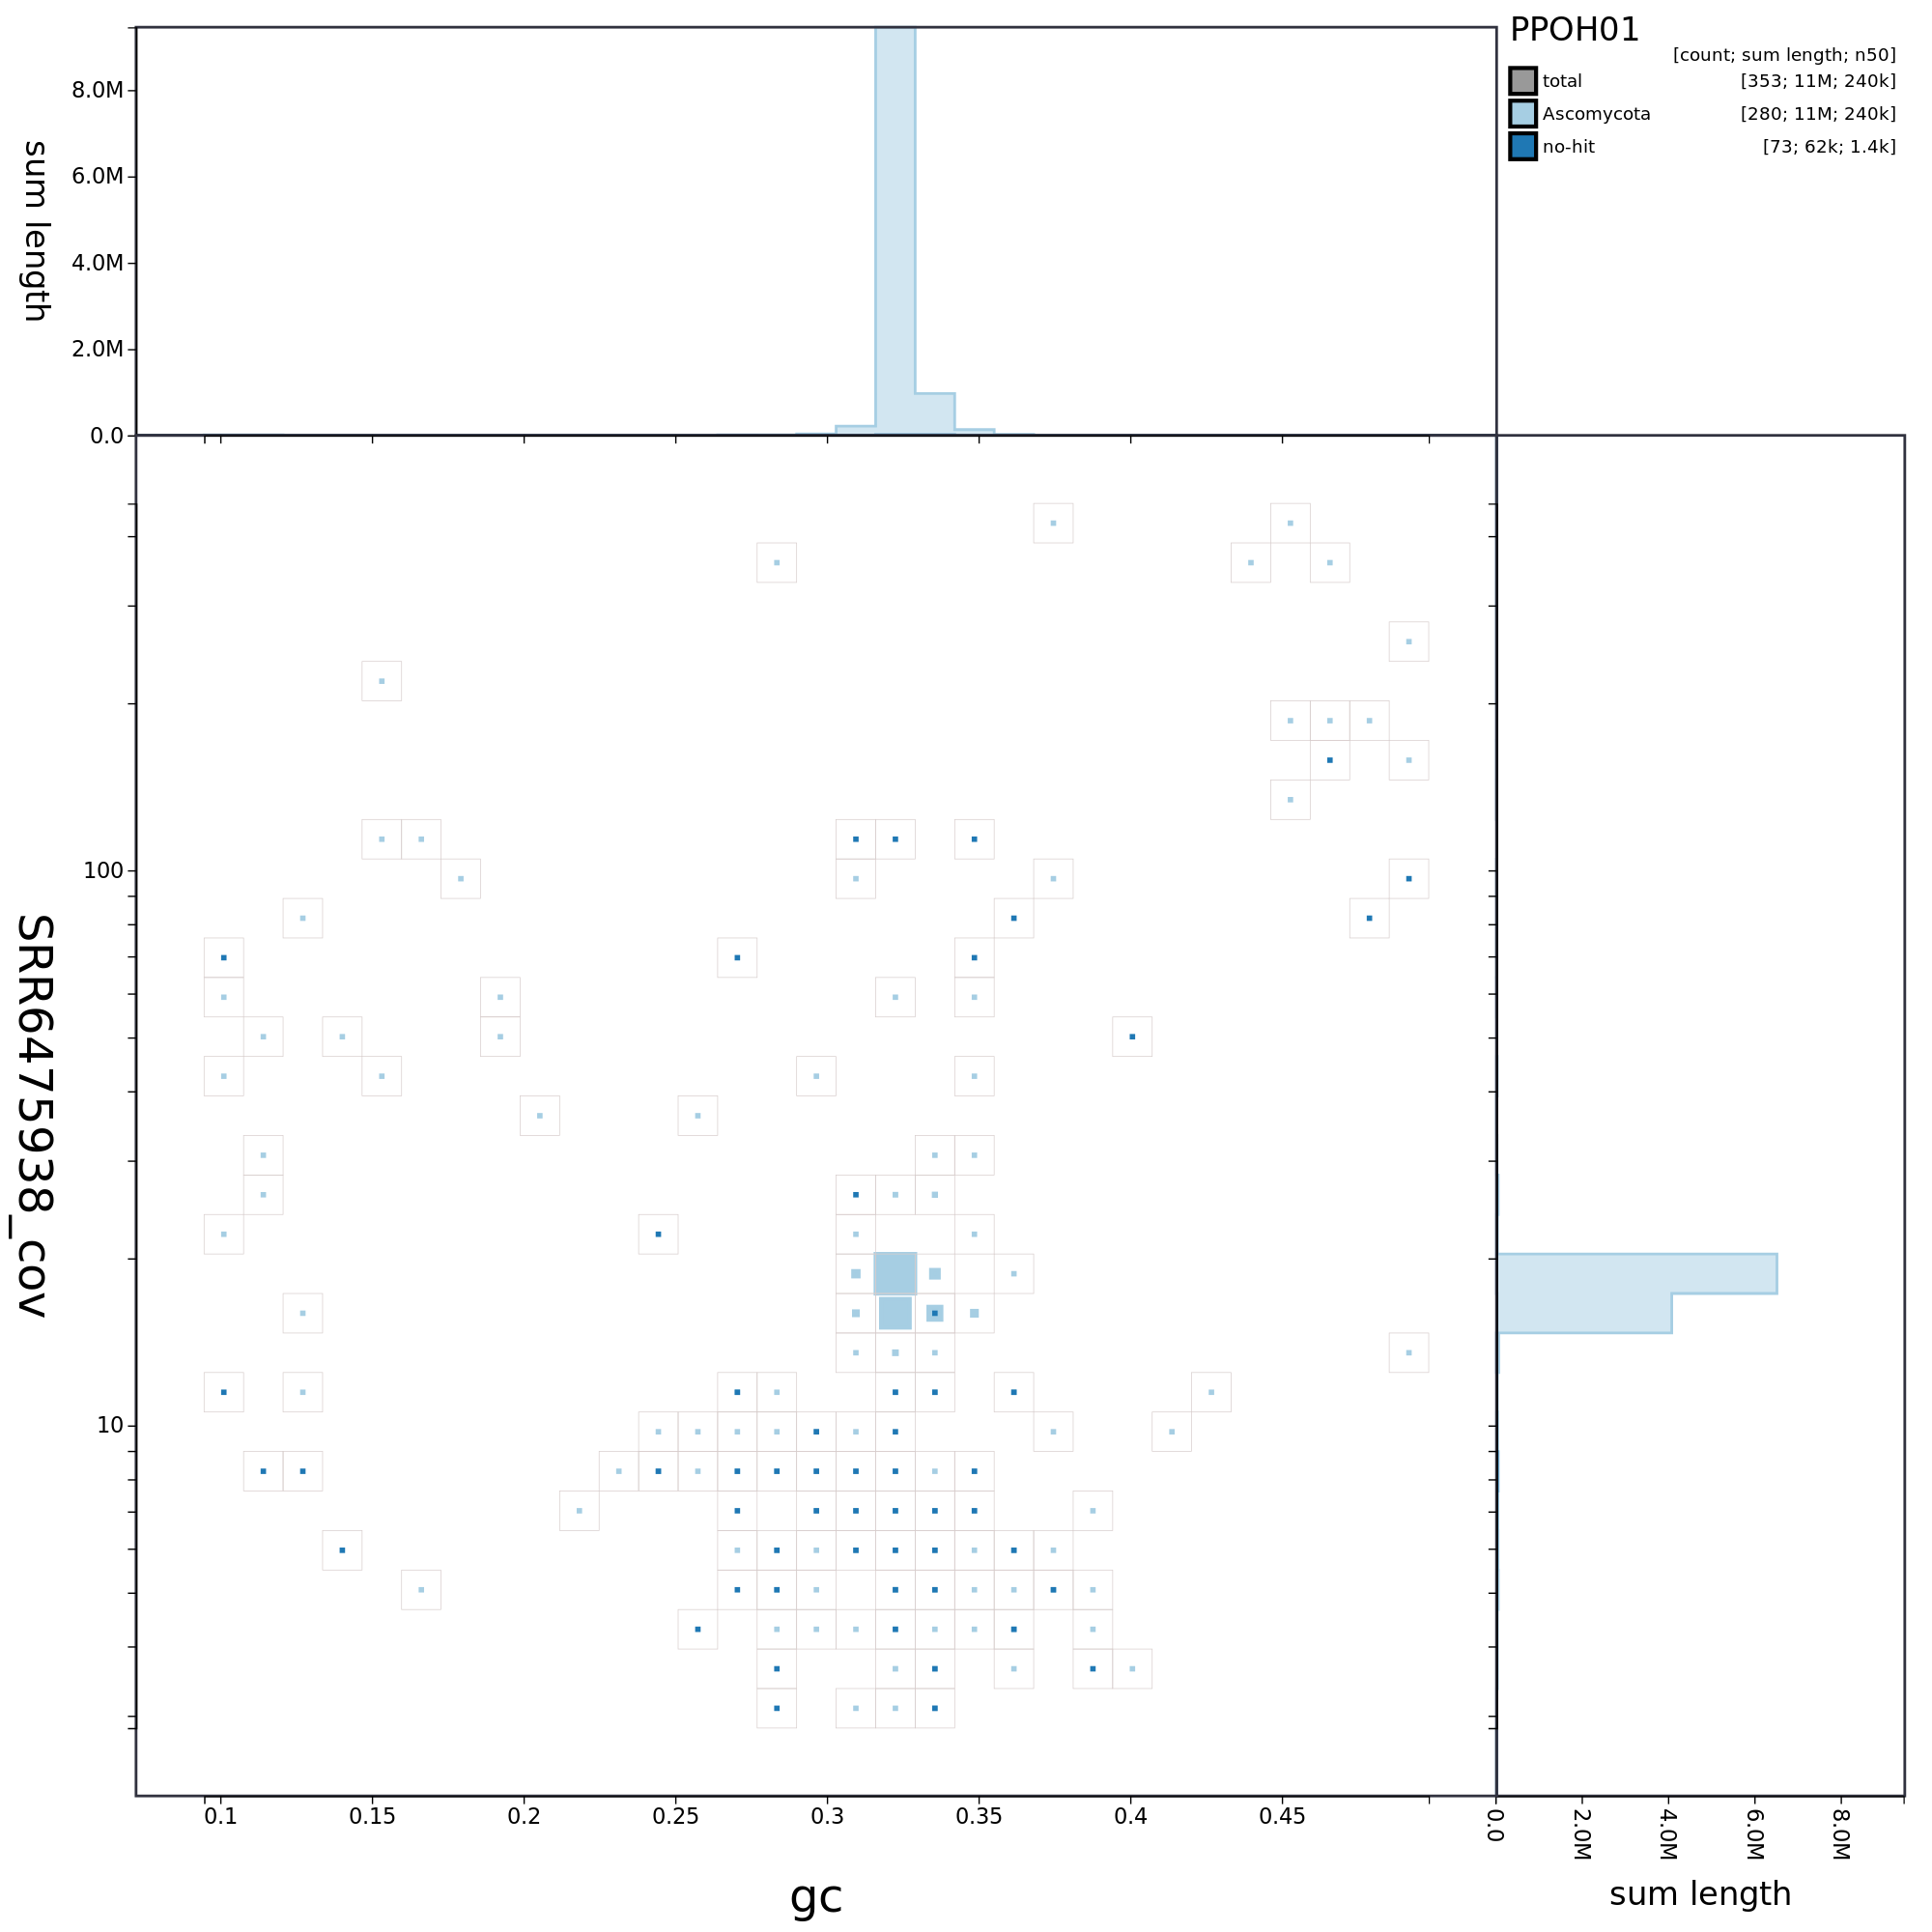 PPOH01
[count; sum length; n50]
total [353; 11M; 240k]
Ascomycota [280; 11M; 240k]
no-hit [73; 62k; 1.4k]
sum length
8.0M
6.0M
4.0M
2.0M
0.0
SRR6475938_cov
100
10
0.1 0.15 0.2 0.25 0.3 0.35 0.4 0.45
gc
0.0 2.0M 4.0M 6.0M 8.0M
sum length